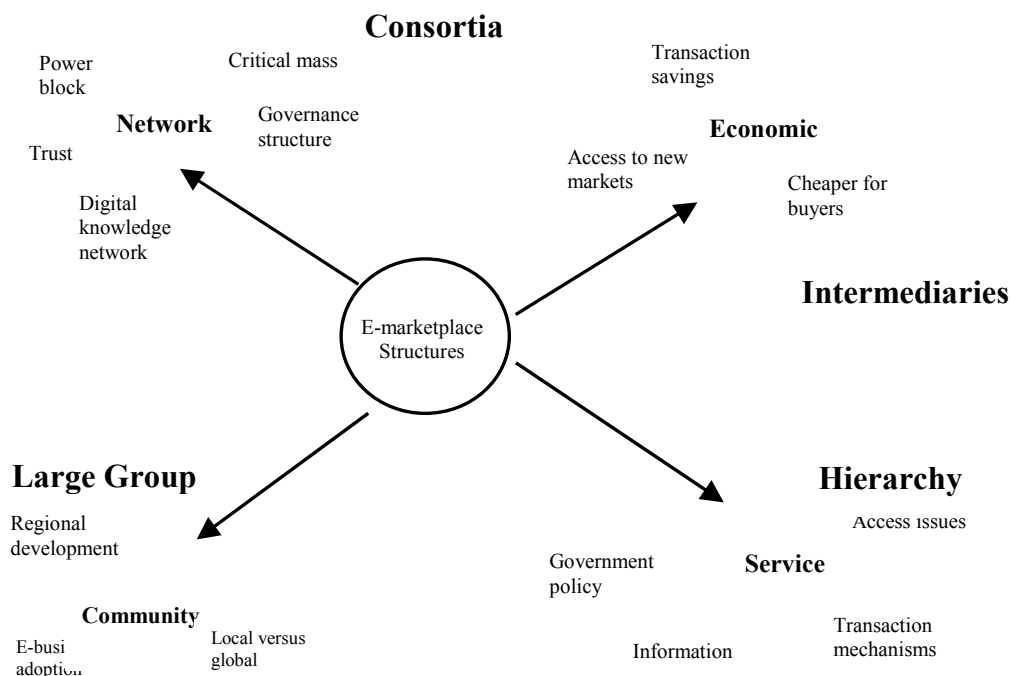 Consortia
Power
block
Critical mass
Transaction
savings
Network
Governance
structure
Economic
Trust
Access to new
markets
Cheaper for
buyers
Digital
knowledge
network
Intermediaries
E-marketplace
Structures
Large Group
Hierarchy
Regional
development
Access issues
Government
policy
Service
Community
E-busi
adoption
Local versus
global
Information
Transaction
mechanisms